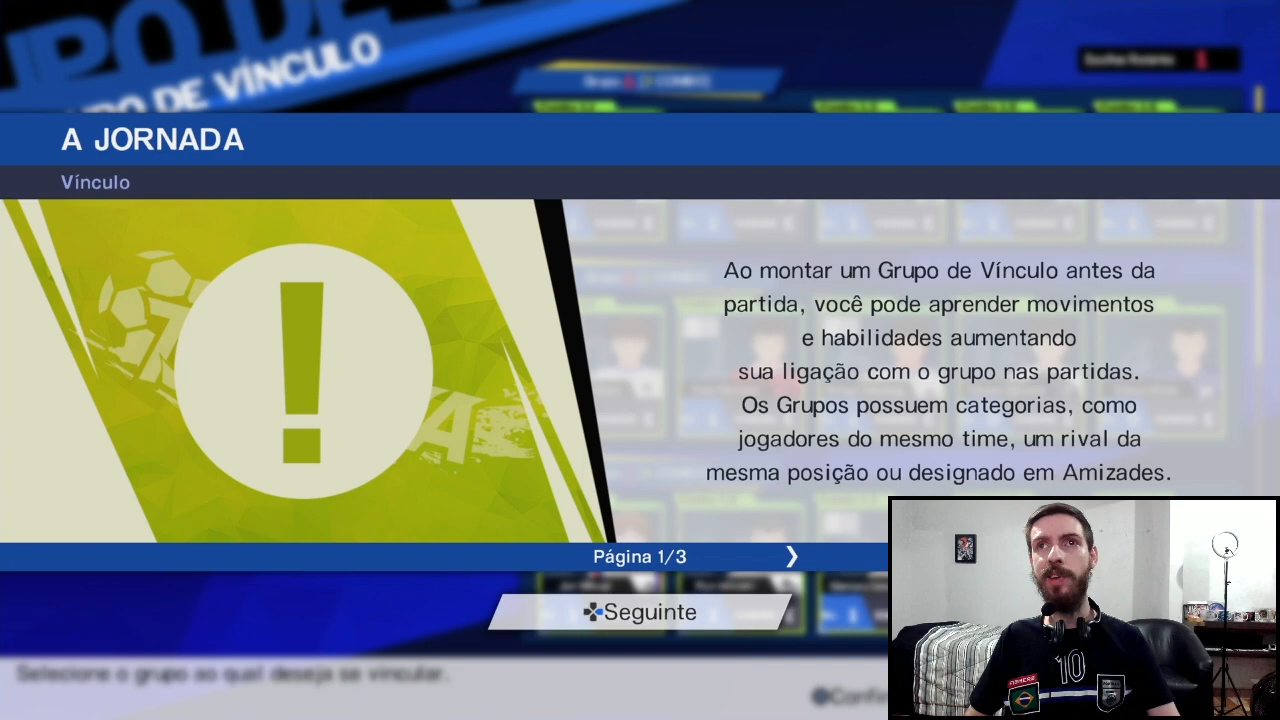 GRUPO DE VÍNCULO
A JORNADA
Vínculo
Ao montar um Grupo de Vínculo antes da
partida, você pode aprender movimentos
e habilidades aumentando
sua ligação com o grupo nas partidas.
Os Grupos possuem categorias, como
jogadores do mesmo time, um rival da
mesma posição ou designado em Amizades.
Página 1/3
Seguinte
Selecione o grupo ao qual deseja se vincular.
10